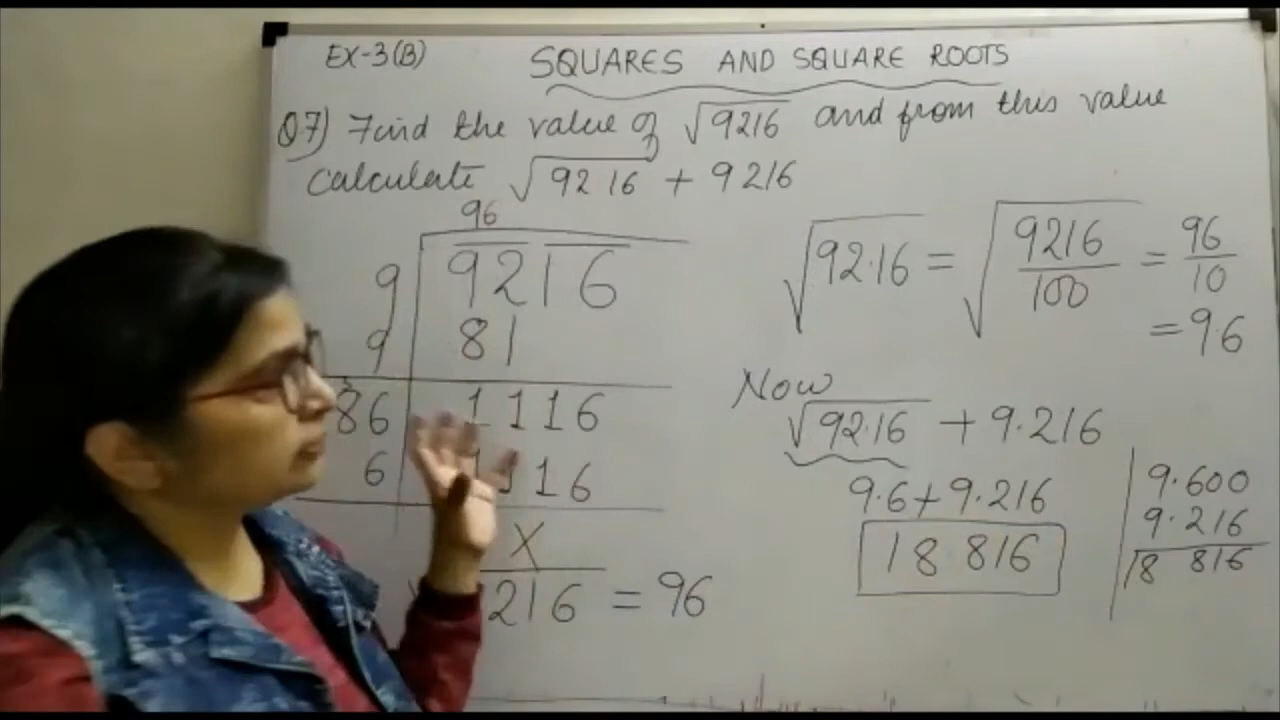 EX-3(B) SQUARES AND SQUARE ROOTS
Q7) Find the value of √9216 and from this value
Calculate √92 16 + 9 216
96
9 9216
9 81
186 1116
6 1116
X
216 = 96
√92.16 = √9216/100 = 96/10
= 9.6
Now
√92.16 + 9.216
9.6 + 9.216
18 816
9.600
9.216
18 816